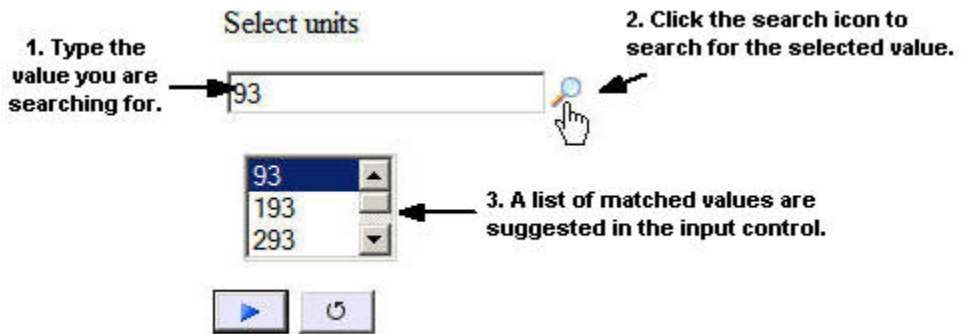 Select units
1. Type the
value you are
searching for.
2. Click the search icon to
search for the selected value.
93
93
193
293
3. A list of matched values are
suggested in the input control.